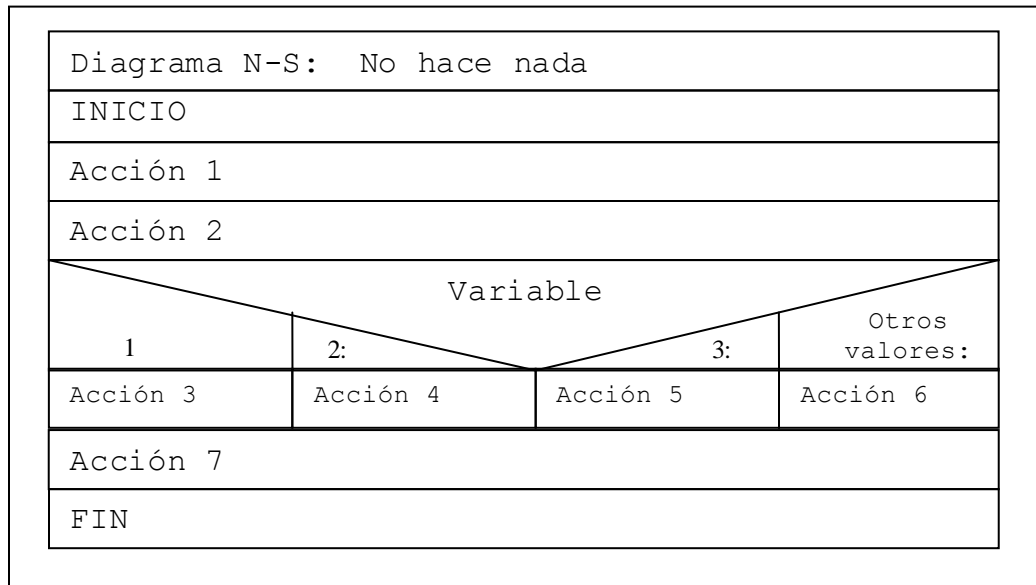 Diagrama N-S:  No hace nada
INICIO
Acción 1
Acción 2
Variable
1
2:
3:
Otros
valores:
Acción 3
Acción 4
Acción 5
Acción 6
Acción 7
FIN